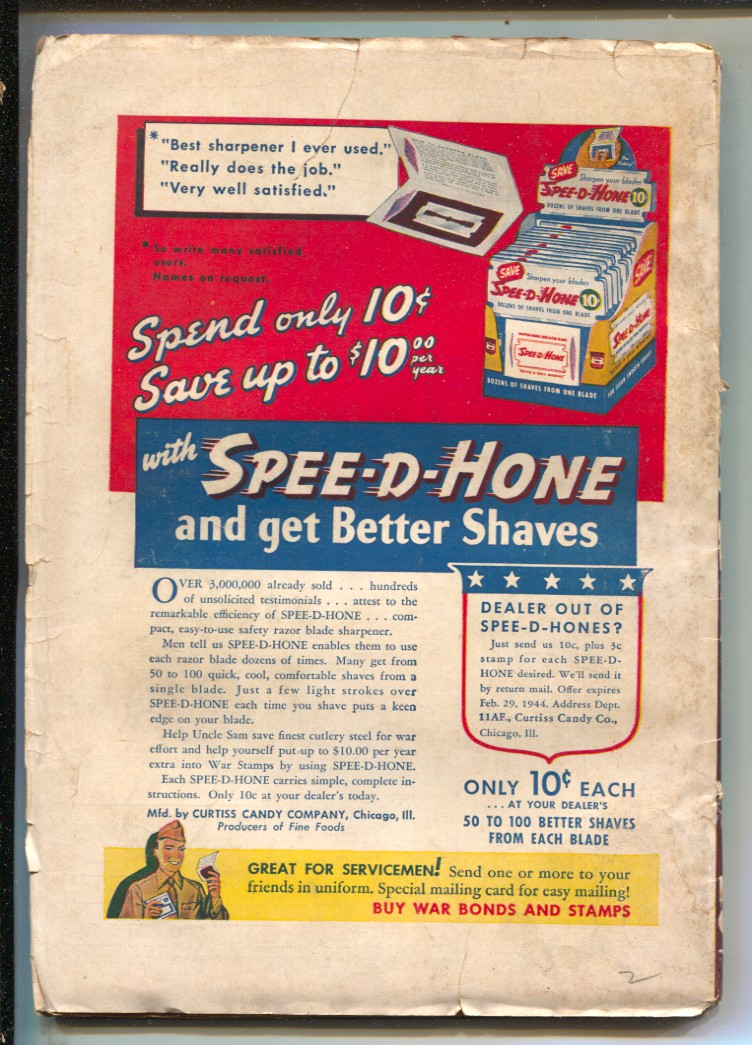 * "Best sharpener I ever used."
"Really does the job."
"Very well satisfied."
* So write many satisfied
users.
Names on request.
SAVE
Sharpen your blades
SPEE-D-HONE 10¢
DOZENS OF SHAVES FROM ONE BLADE
SAVE
Sharpen your blades
SPEE-D-HONE 10¢
DOZENS OF SHAVES FROM ONE BLADE
SAVE
SPEE-D-HONE
SPEE-D-HONE
DOZENS OF SHAVES FROM ONE BLADE
FOR CLEAN SMOOTH SHAVES
Spend only 10¢
Save up to $10.00 per year
with SPEE-D-HONE
and get Better Shaves
OVER 3,000,000 already sold . . . hundreds
of unsolicited testimonials . . . attest to the
remarkable efficiency of SPEE-D-HONE . . . com-
pact, easy-to-use safety razor blade sharpener.
Men tell us SPEE-D-HONE enables them to use
each razor blade dozens of times. Many get from
50 to 100 quick, cool, comfortable shaves from a
single blade. Just a few light strokes over
SPEE-D-HONE each time you shave puts a keen
edge on your blade.
Help Uncle Sam save finest cutlery steel for war
effort and help yourself put-up to $10.00 per year
extra into War Stamps by using SPEE-D-HONE.
Each SPEE-D-HONE carries simple, complete in-
structions. Only 10c at your dealer's today.
Mfd. by CURTISS CANDY COMPANY, Chicago, Ill.
Producers of Fine Foods
DEALER OUT OF
SPEE-D-HONES?
Just send us 10c, plus 3c
stamp for each SPEE-D-
HONE desired. We'll send it
by return mail. Offer expires
Feb. 29, 1944. Address Dept.
11AF., Curtiss Candy Co.,
Chicago, Ill.
ONLY 10¢ EACH
. . . AT YOUR DEALER'S
50 TO 100 BETTER SHAVES
FROM EACH BLADE
GREAT FOR SERVICEMEN! Send one or more to your
friends in uniform. Special mailing card for easy mailing!
BUY WAR BONDS AND STAMPS
2